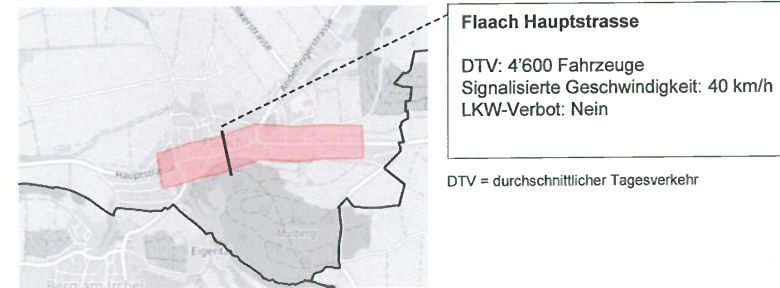 Flaach Hauptstrasse
DTV: 4'600 Fahrzeuge
Signalisierte Geschwindigkeit: 40 km/h
LKW-Verbot: Nein
DTV = durchschnittlicher Tagesverkehr
Hauptstrasse
Berg am Irchel